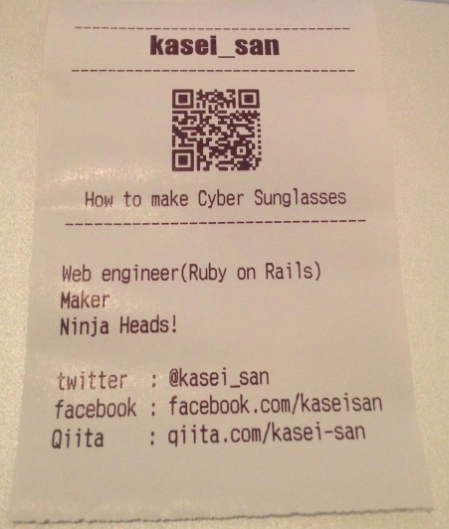 kasei_san
How to make Cyber Sunglasses
Web engineer(Ruby on Rails)
Maker
Ninja Heads!
twitter : @kasei_san
facebook : facebook.com/kaseisan
Qiita : qiita.com/kasei-san